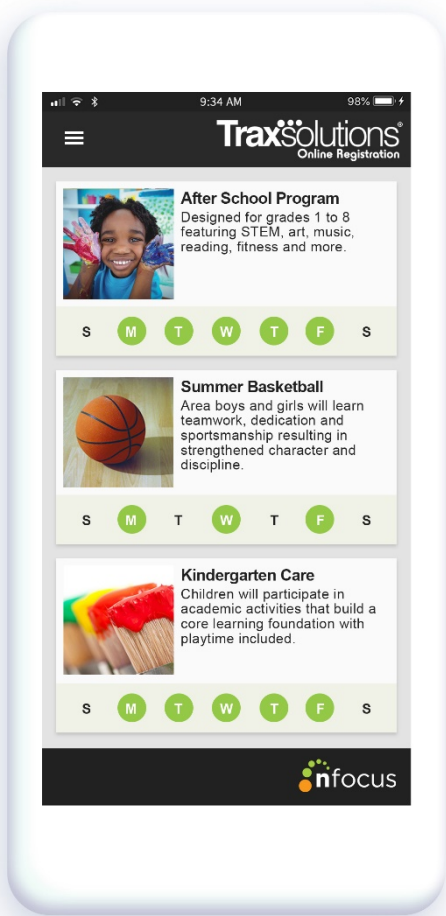 9:34 AM
98%
TraxSolutions®
Online Registration
After School Program
Designed for grades 1 to 8
featuring STEM, art, music,
reading, fitness and more.
S M T W T F S
Summer Basketball
Area boys and girls will learn
teamwork, dedication and
sportsmanship resulting in
strengthened character and
discipline.
S M T W T F S
Kindergarten Care
Children will participate in
academic activities that build a
core learning foundation with
playtime included.
S M T W T F S
nfocus